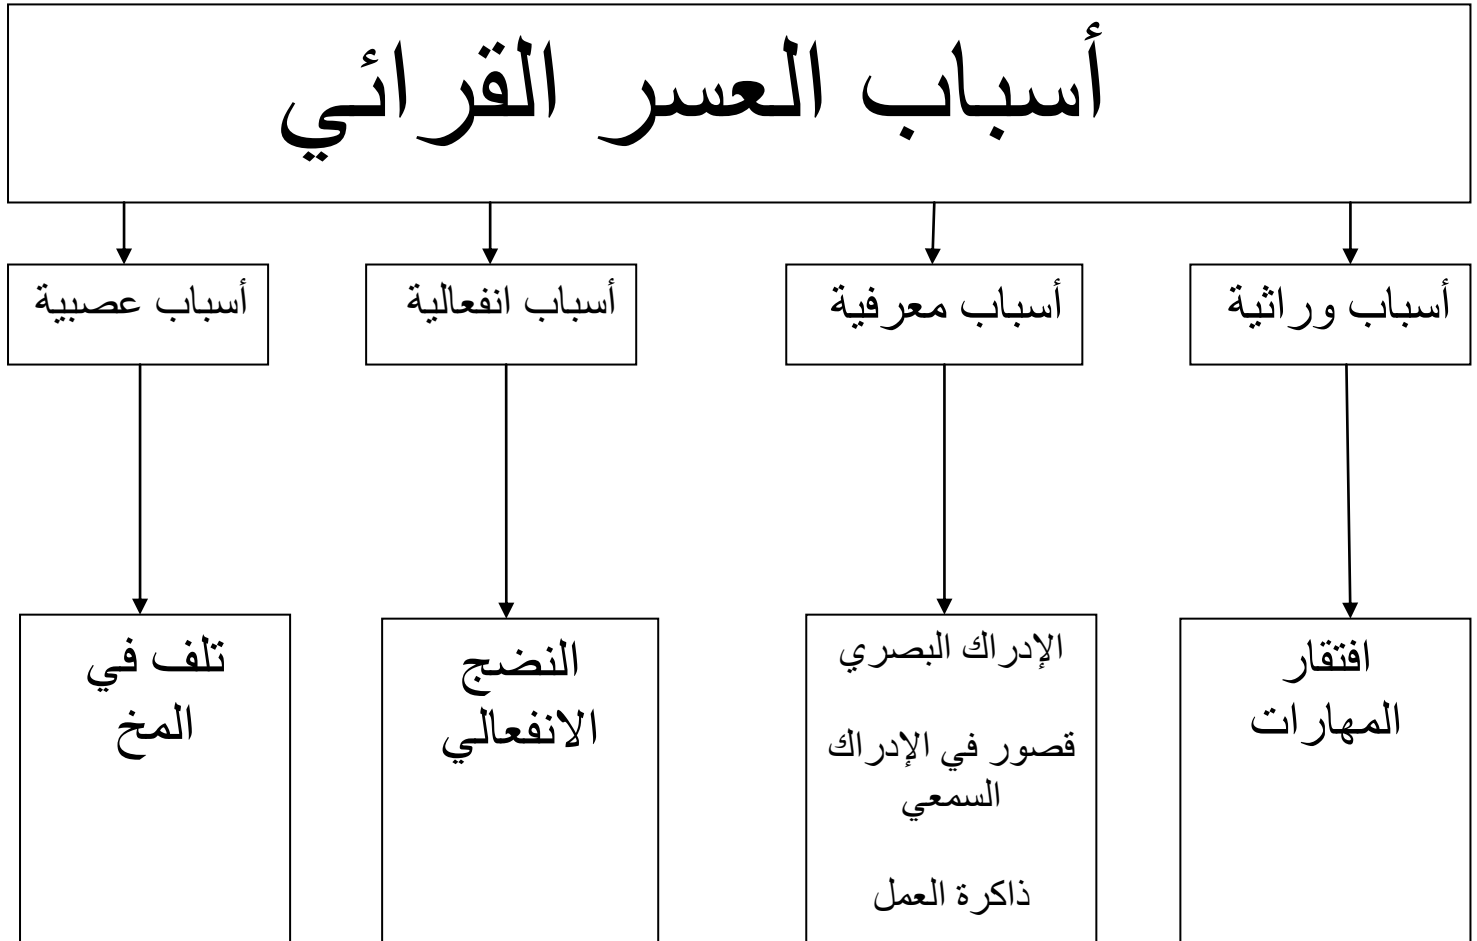 أسباب العسر القرائي
أسباب وراثية
أسباب معرفية
أسباب انفعالية
أسباب عصبية
افتقار
المهارات
الإدراك البصري
قصور في الإدراك
السمعي
ذاكرة العمل
النضج
الانفعالي
تلف في
المخ